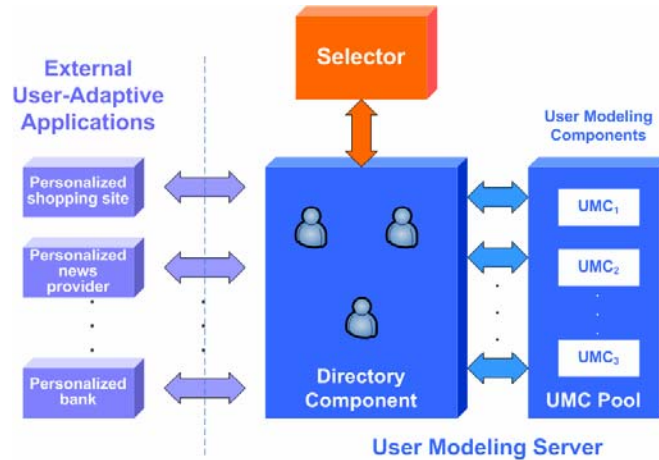 Selector
External
User-Adaptive
Applications
User Modeling
Components
Personalized
shopping site
Personalized
news
provider
Personalized
bank
UMC1
UMC2
UMC3
Directory
Component
UMC Pool
User Modeling Server